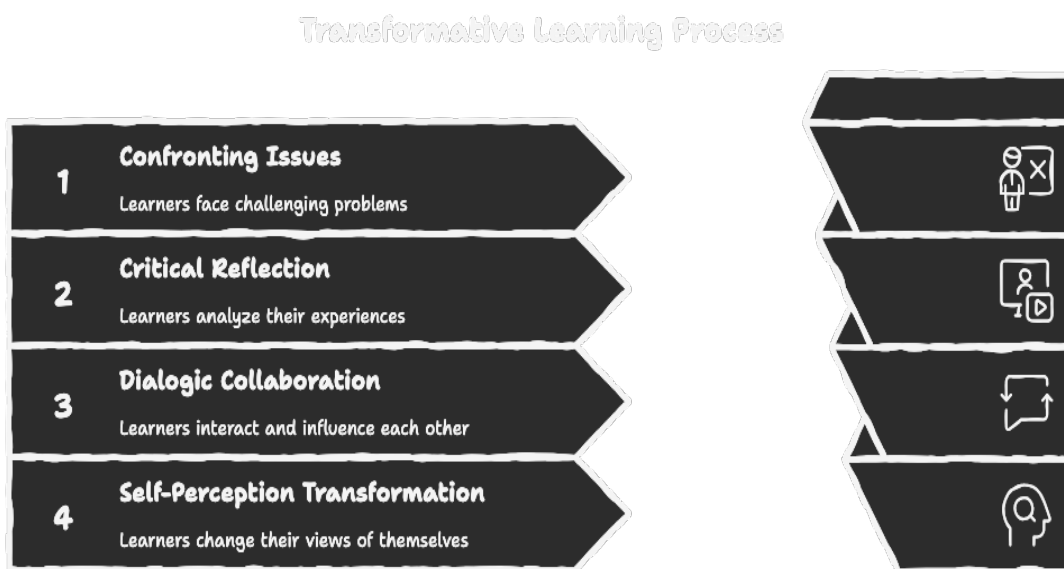 Transformative Learning Process
1
Confronting Issues
Learners face challenging problems
2
Critical Reflection
Learners analyze their experiences
3
Dialogic Collaboration
Learners interact and influence each other
4
Self-Perception Transformation
Learners change their views of themselves